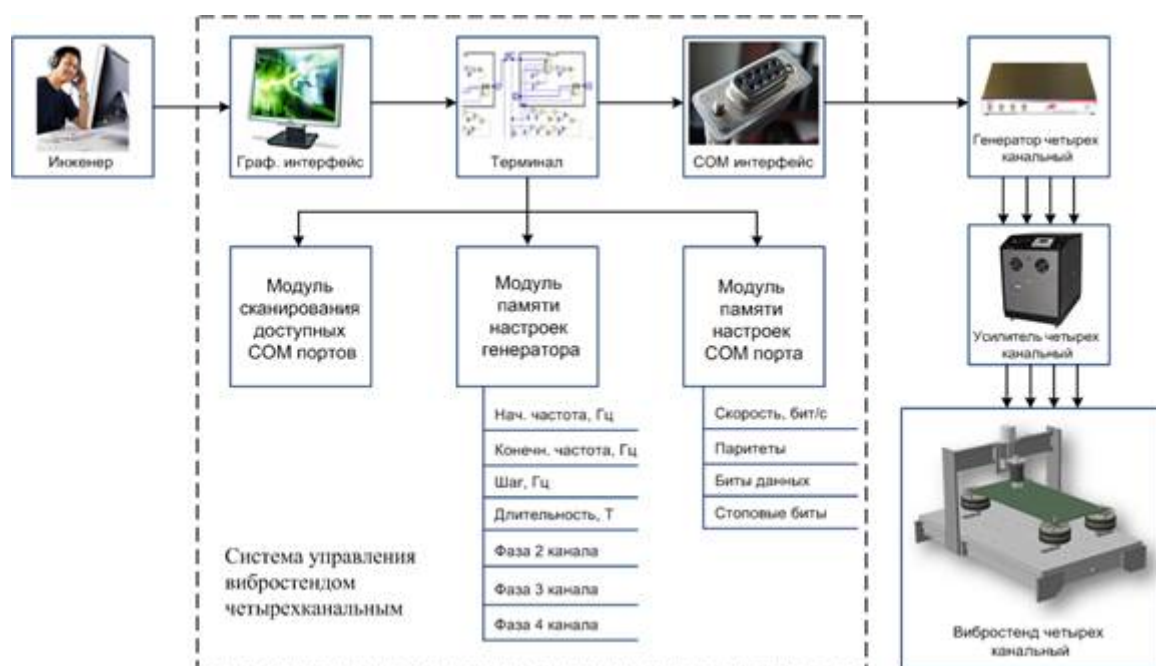 Инженер
Граф. интерфейс
Терминал
COM интерфейс
Генератор четырех
канальный
Модуль
сканирования
доступных
COM портов
Модуль
памяти
настроек
генератора
Модуль
памяти
настроек
COM порта
Усилитель четырех
канальный
Нач. частота, Гц
Конечн. частота, Гц
Шаг, Гц
Длительность, Т
Фаза 2 канала
Фаза 3 канала
Фаза 4 канала
Скорость, бит/с
Паритеты
Биты данных
Стоповые биты
Система управления
вибростендом
четырехканальным
Вибростенд четырех
канальный